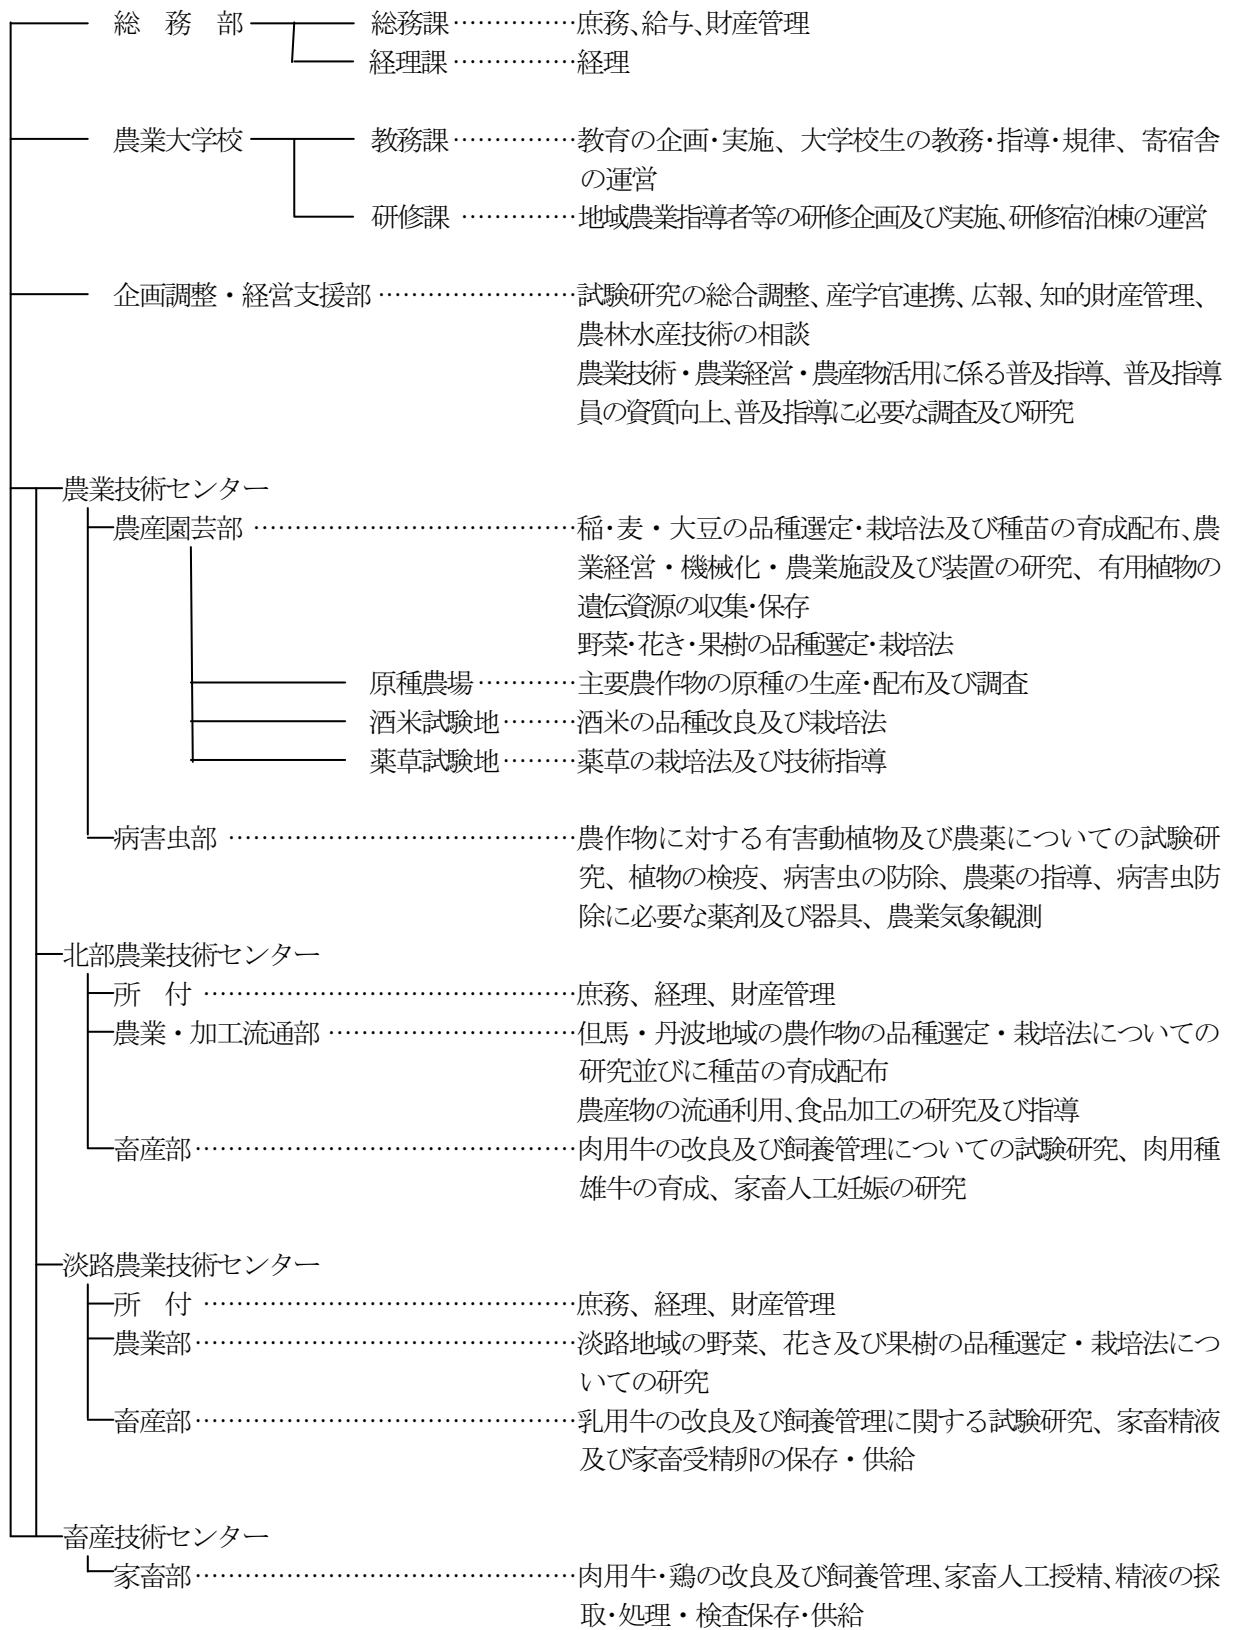 総　務　部　総務課……………庶務、給与、財産管理
経理課……………経理
農業大学校　教務課……………教育の企画・実施、大学校生の教務・指導・規律、寄宿舎
の運営
研修課……………地域農業指導者等の研修企画及び実施、研修宿泊棟の運営
企画調整・経営支援部……………………試験研究の総合調整、産学官連携、広報、知的財産管理、
農林水産技術の相談
農業技術・農業経営・農産物活用に係る普及指導、普及指導
員の資質向上、普及指導に必要な調査及び研究
農業技術センター
農産園芸部……………………………………稲・麦・大豆の品種選定・栽培法及び種苗の育成配布、農
業経営・機械化・農業施設及び装置の研究、有用植物の
遺伝資源の収集・保存
野菜・花き・果樹の品種選定・栽培法
原種農場…………主要農作物の原種の生産・配布及び調査
酒米試験地………酒米の品種改良及び栽培法
薬草試験地………薬草の栽培法及び技術指導
病害虫部………………………………………農作物に対する有害動植物及び農薬についての試験研
究、植物の検疫、病害虫の防除、農薬の指導、病害虫防
除に必要な薬剤及び器具、農業気象観測
北部農業技術センター
所　付…………………………………………庶務、経理、財産管理
農業・加工流通部……………………………但馬・丹波地域の農作物の品種選定・栽培法についての
研究並びに種苗の育成配布
農産物の流通利用、食品加工の研究及び指導
畜産部…………………………………………肉用牛の改良及び飼養管理についての試験研究、肉用種
雄牛の育成、家畜人工妊娠の研究
淡路農業技術センター
所　付…………………………………………庶務、経理、財産管理
農業部…………………………………………淡路地域の野菜、花き及び果樹の品種選定・栽培法につ
いての研究
畜産部…………………………………………乳用牛の改良及び飼養管理に関する試験研究、家畜精液
及び家畜受精卵の保存・供給
畜産技術センター
家畜部…………………………………………肉用牛・鶏の改良及び飼養管理、家畜人工授精、精液の採
取・処理・検査保存・供給